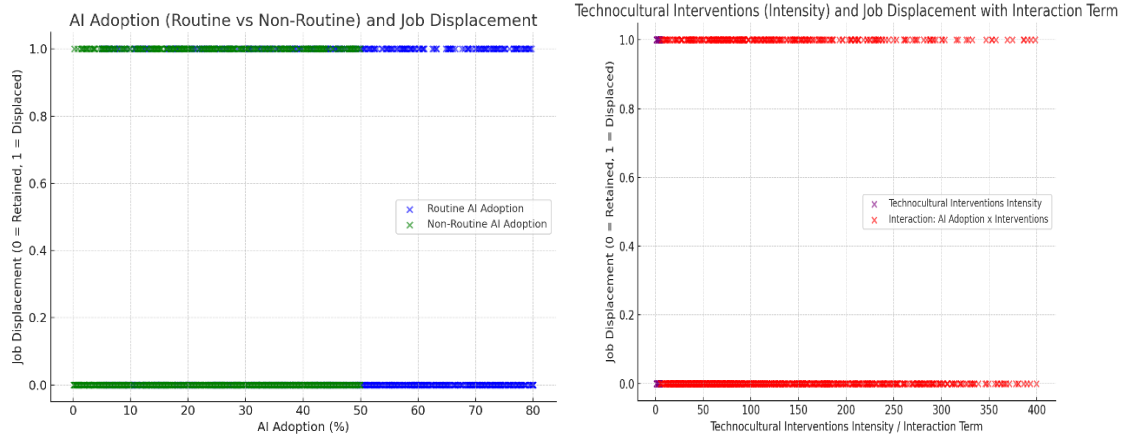 AI Adoption (Routine vs Non-Routine) and Job Displacement
Job Displacement (0 = Retained, 1 = Displaced)
1.0
0.8
0.6
0.4
0.2
0.0
Routine AI Adoption
Non-Routine AI Adoption
0 10 20 30 40 50 60 70 80
AI Adoption (%)
Technocultural Interventions (Intensity) and Job Displacement with Interaction Term
Job Displacement (0 = Retained, 1 = Displaced)
1.0
0.8
0.6
0.4
0.2
0.0
Technocultural Interventions Intensity
Interaction: AI Adoption x Interventions
0 50 100 150 200 250 300 350 400
Technocultural Interventions Intensity / Interaction Term